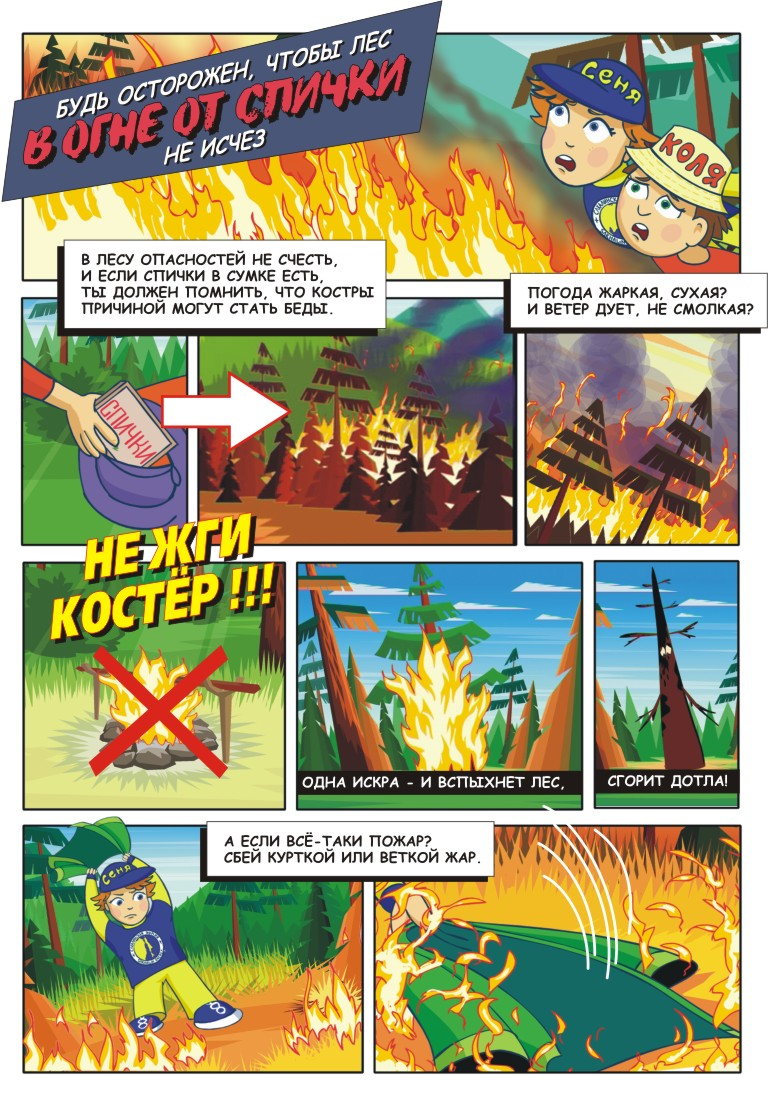 БУДЬ ОСТОРОЖЕН, ЧТОБЫ ЛЕС
В ОГНЕ ОТ СПИЧКИ
НЕ ИСЧЕЗ
СЕНЯ
КОЛЯ
В ЛЕСУ ОПАСНОСТЕЙ НЕ СЧЕСТЬ,
И ЕСЛИ СПИЧКИ В СУМКЕ ЕСТЬ,
ТЫ ДОЛЖЕН ПОМНИТЬ, ЧТО КОСТРЫ
ПРИЧИНОЙ МОГУТ СТАТЬ БЕДЫ.
ПОГОДА ЖАРКАЯ, СУХАЯ?
И ВЕТЕР ДУЕТ, НЕ СМОЛКАЯ?
СПИЧКИ
НЕ ЖГИ
КОСТЁР !!!
ОДНА ИСКРА - И ВСПЫХНЕТ ЛЕС,
СГОРИТ ДОТЛА!
А ЕСЛИ ВСЁ-ТАКИ ПОЖАР?
СБЕЙ КУРТКОЙ ИЛИ ВЕТКОЙ ЖАР.
СЕНЯ